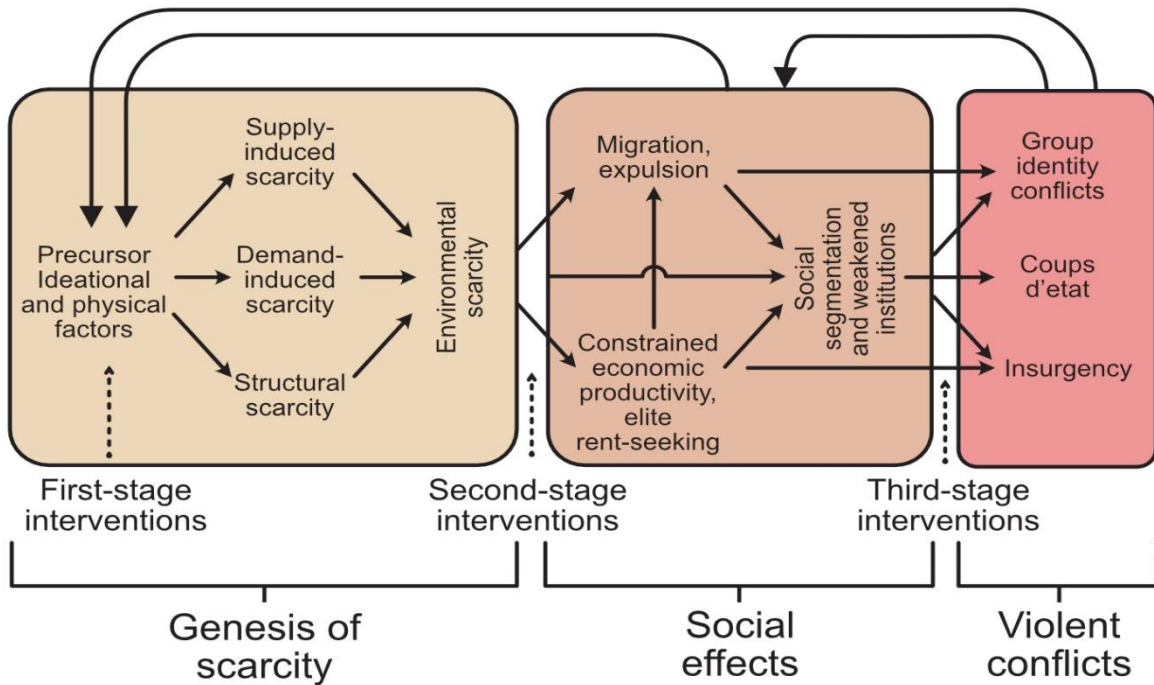 Precursor
Ideational
and physical
factors
Supply-
induced
scarcity
Demand-
induced
scarcity
Structural
scarcity
Environmental
scarcity
Migration,
expulsion
Constrained
economic
productivity,
elite
rent-seeking
Social
segmentation
and weakened
institutions
Group
identity
conflicts
Coups
d’etat
Insurgency
First-stage
interventions
Second-stage
interventions
Third-stage
interventions
Genesis of
scarcity
Social
effects
Violent
conflicts